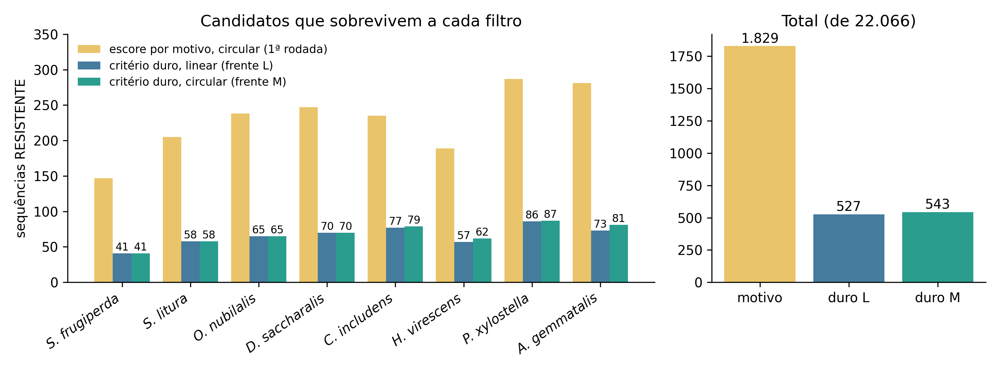 Candidatos que sobrevivem a cada filtro
350
300
250
200
150
100
50
0
sequências RESISTENTE
escore por motivo, circular (1ª rodada)
critério duro, linear (frente L)
critério duro, circular (frente M)
41 41
58 58
65 65
70 70
77 79
57 62
86 87
73 81
S. frugiperda
S. litura
O. nubilalis
D. saccharalis
C. includens
H. virescens
P. xylostella
A. gemmatalis
Total (de 22.066)
1750
1500
1250
1000
750
500
250
0
1.829
527
543
motivo
duro L
duro M